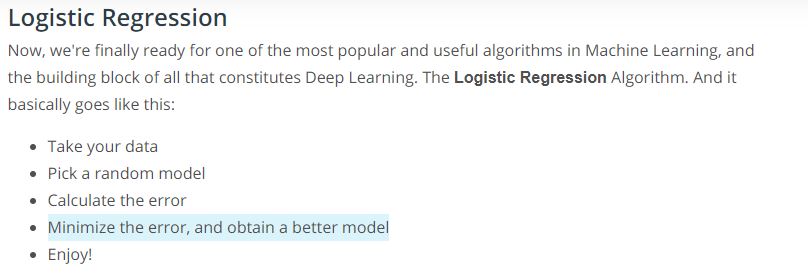 Logistic Regression
Now, we're finally ready for one of the most popular and useful algorithms in Machine Learning, and
the building block of all that constitutes Deep Learning. The Logistic Regression Algorithm. And it
basically goes like this:
• Take your data
• Pick a random model
• Calculate the error
• Minimize the error, and obtain a better model
• Enjoy!